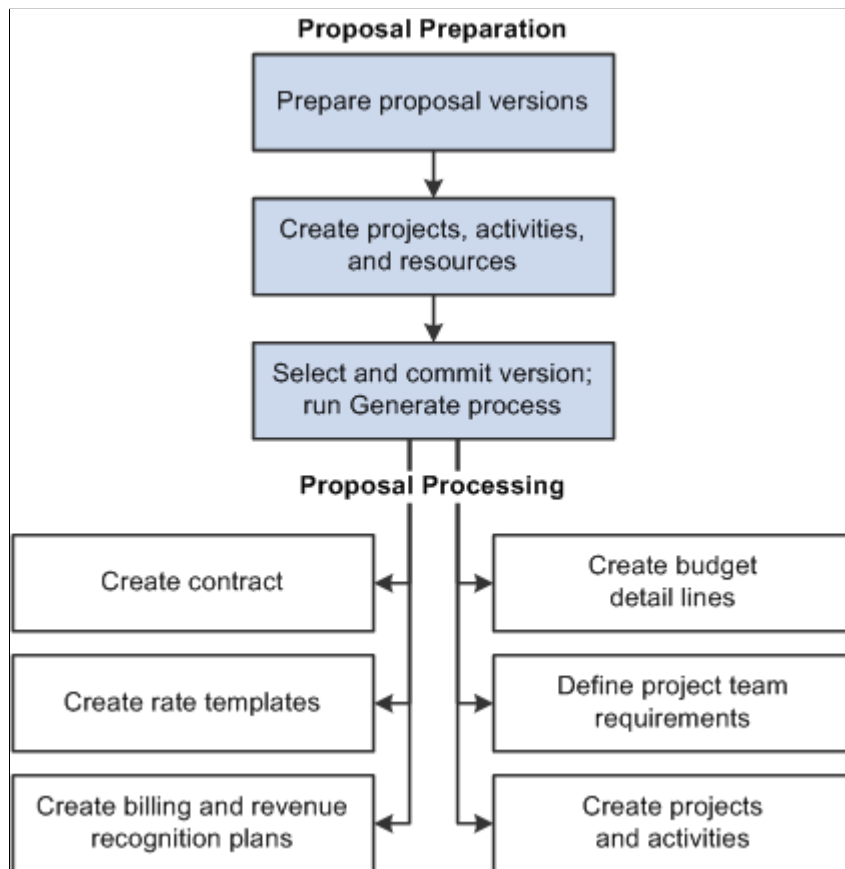 Proposal Preparation
Prepare proposal versions
Create projects, activities,
and resources
Select and commit version;
run Generate process
Proposal Processing
Create contract
Create rate templates
Create billing and revenue
recognition plans
Create budget
detail lines
Define project team
requirements
Create projects
and activities